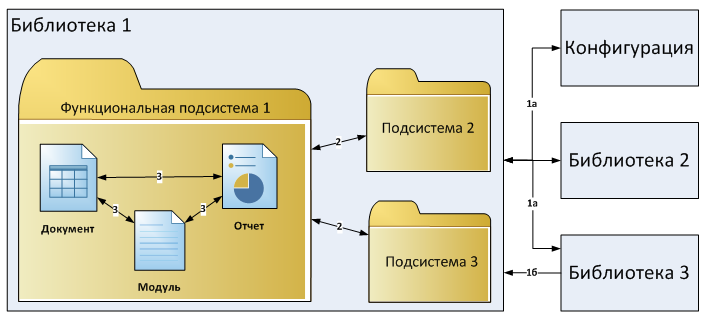 Библиотека 1
Функциональная подсистема 1
Документ
Модуль
Отчет
3
3
3
2
2
Подсистема 2
Подсистема 3
1а
1а
1б
Конфигурация
Библиотека 2
Библиотека 3